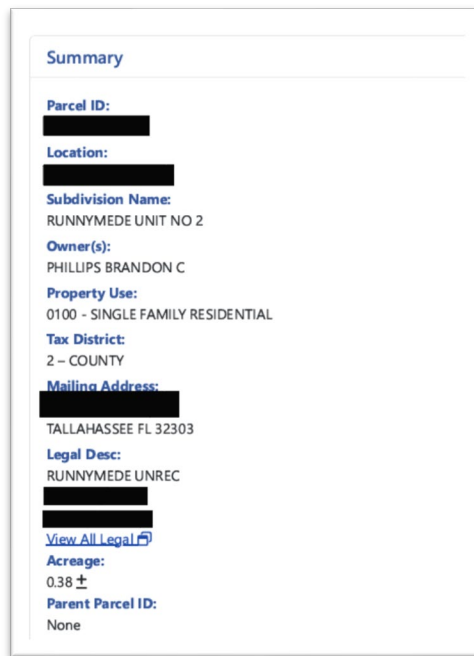 Summary
Parcel ID:
Location:
Subdivision Name:
RUNNYMEDE UNIT NO 2
Owner(s):
PHILLIPS BRANDON C
Property Use:
0100 - SINGLE FAMILY RESIDENTIAL
Tax District:
2 – COUNTY
Mailing Address:
TALLAHASSEE FL 32303
Legal Desc:
RUNNYMEDE UNREC
View All Legal
Acreage:
0.38 ±
Parent Parcel ID:
None